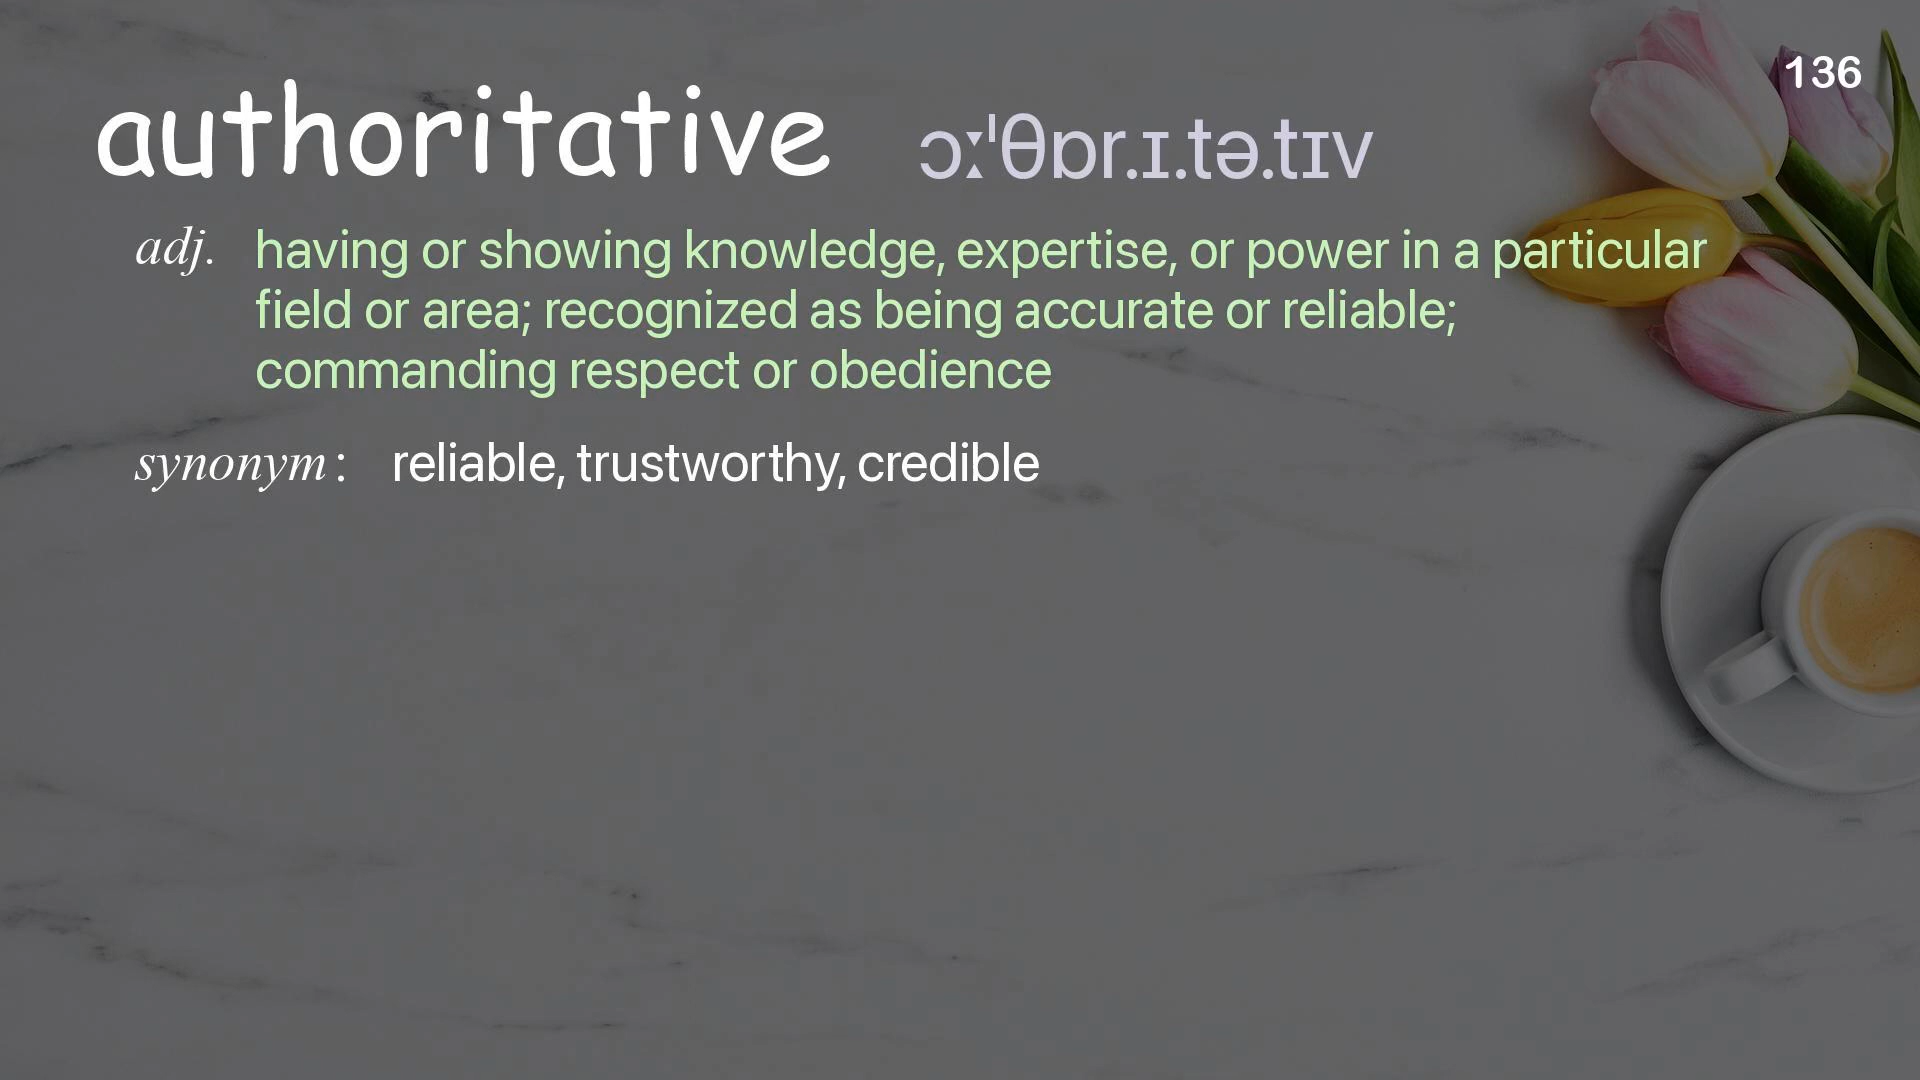 136
authoritative ɔːˈθɒr.ɪ.tə.tɪv
adj. having or showing knowledge, expertise, or power in a particular
field or area; recognized as being accurate or reliable;
commanding respect or obedience
synonym : reliable, trustworthy, credible